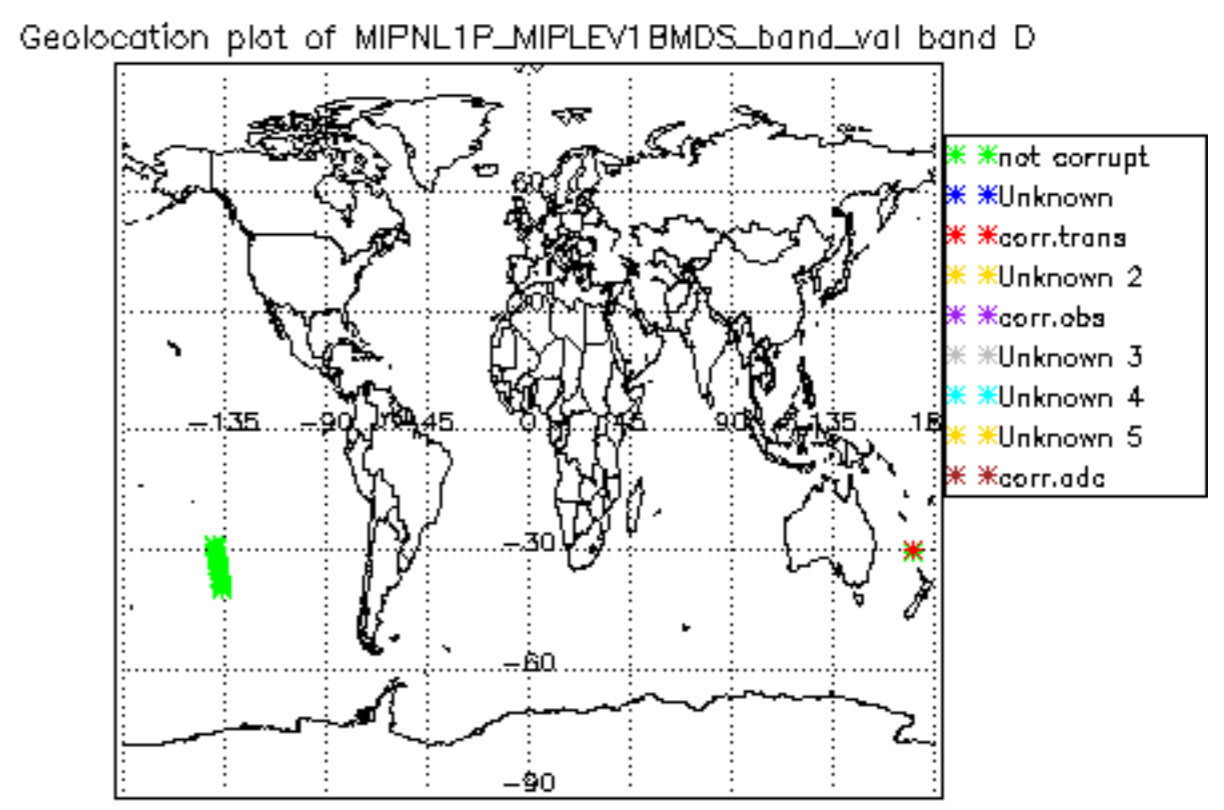 Geolocation plot of MIPNL1P_MIPLEV1BMDS_band_val band D
not corrupt
Unknown
corr.trans
Unknown 2
corr.obs
Unknown 3
Unknown 4
Unknown 5
corr.adc
60
-135 -90 0 90 135
-30
-60
-90